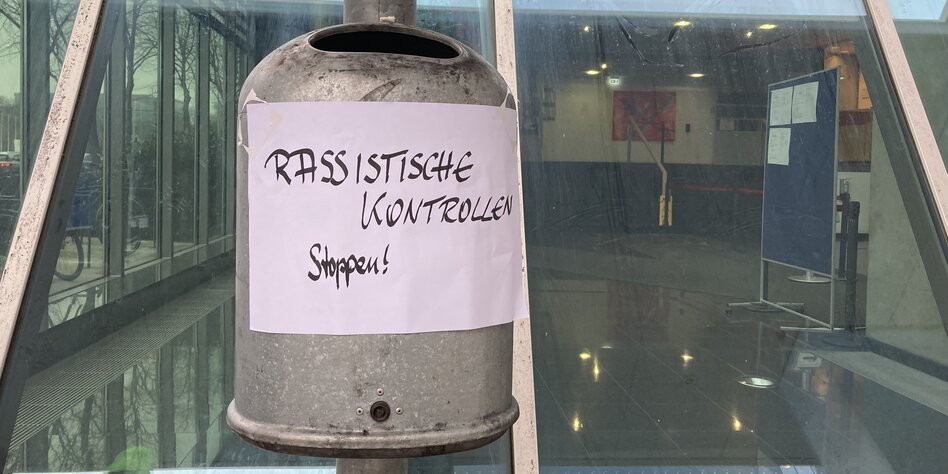 RASSISTISCHE
KONTROLLEN
Stoppen!